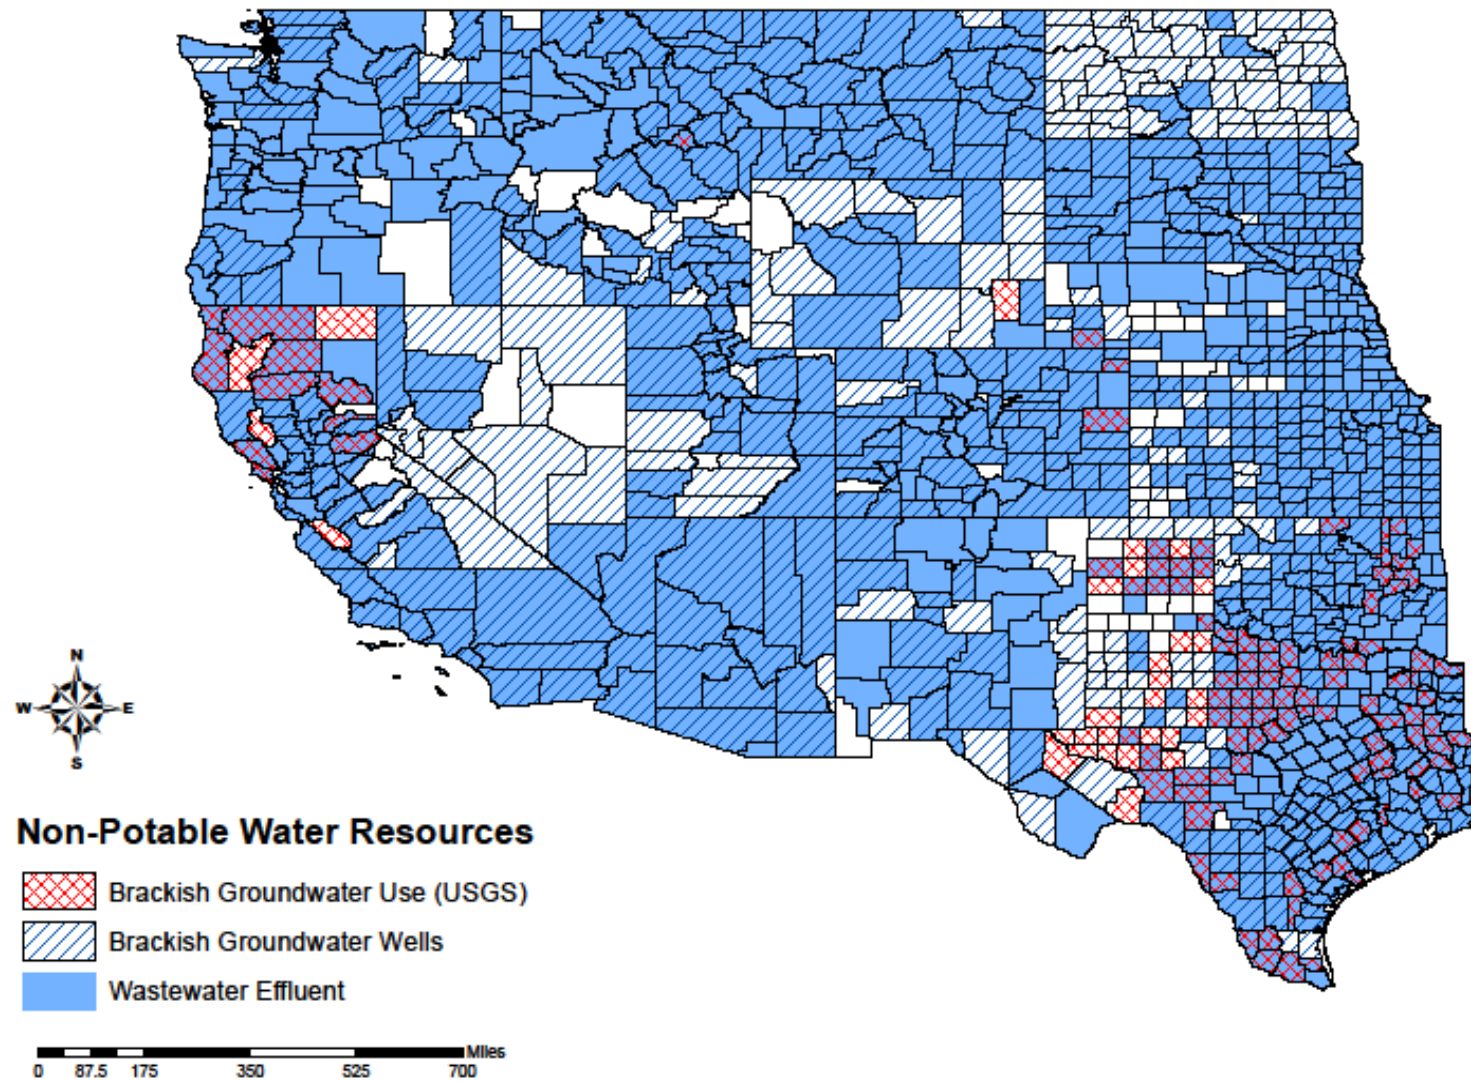 N
W E
S
Non-Potable Water Resources
Brackish Groundwater Use (USGS)
Brackish Groundwater Wells
Wastewater Effluent
Miles
0 87.5 175 350 525 700